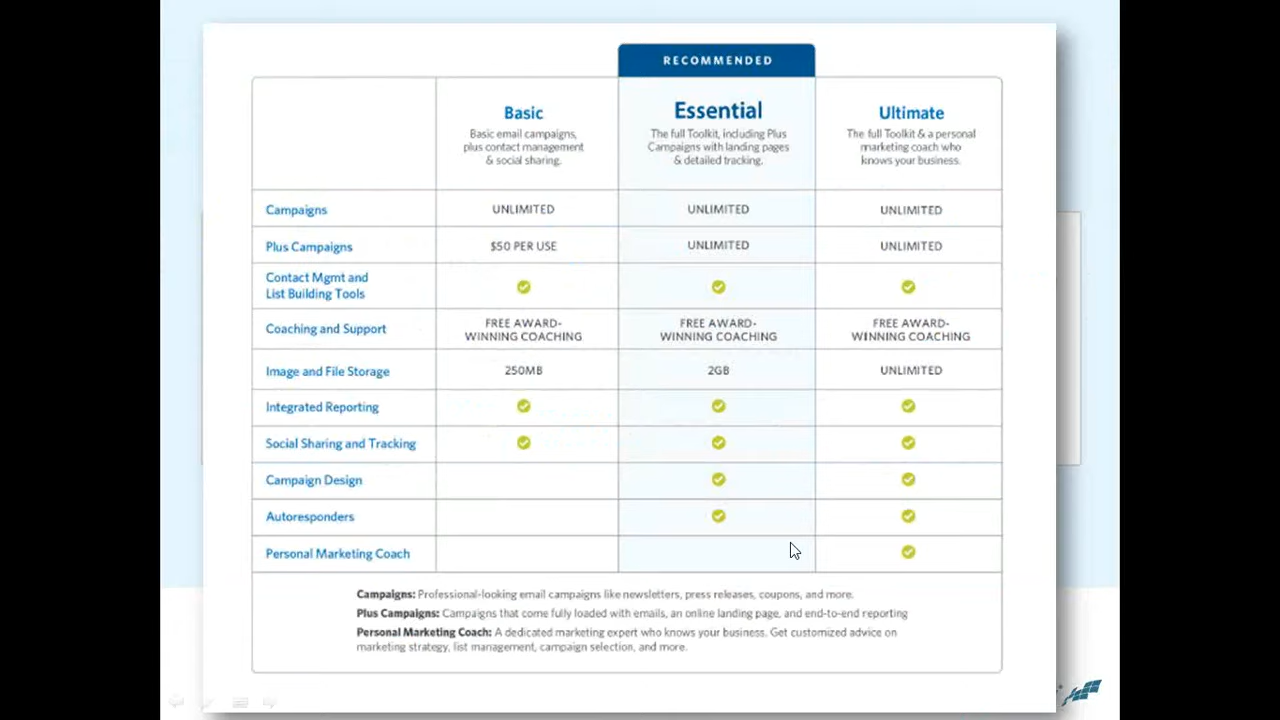 RECOMMENDED
Basic
Basic email campaigns,
plus contact management
& social sharing.
Essential
The full Toolkit, including Plus
Campaigns with landing pages
& detailed tracking.
Ultimate
The full Toolkit & a personal
marketing coach who
knows your business.
Campaigns UNLIMITED UNLIMITED UNLIMITED
Plus Campaigns $50 PER USE UNLIMITED UNLIMITED
Contact Mgmt and
List Building Tools
Coaching and Support
FREE AWARD-
WINNING COACHING
FREE AWARD-
WINNING COACHING
FREE AWARD-
WINNING COACHING
Image and File Storage 250MB 2GB UNLIMITED
Integrated Reporting
Social Sharing and Tracking
Campaign Design
Autoresponders
Personal Marketing Coach
Campaigns: Professional-looking email campaigns like newsletters, press releases, coupons, and more.
Plus Campaigns: Campaigns that come fully loaded with emails, an online landing page, and end-to-end reporting
Personal Marketing Coach: A dedicated marketing expert who knows your business. Get customized advice on
marketing strategy, list management, campaign selection, and more.